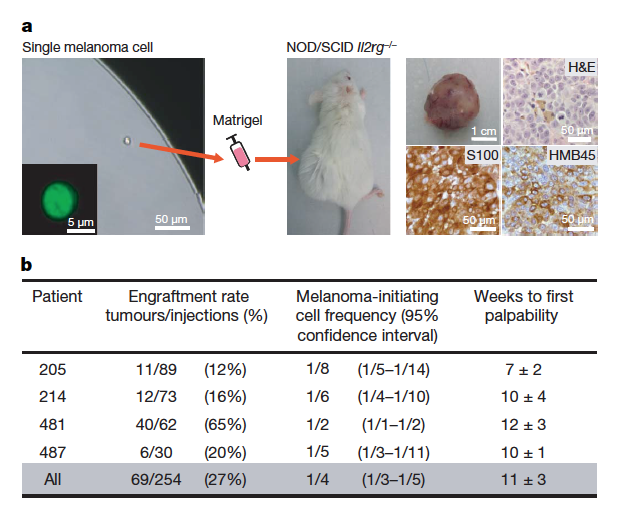 a
Single melanoma cell
NOD/SCID Il2rg–/–
Matrigel
H&E
5 µm
50 µm
1 cm
50 µm
S100
HMB45
50 µm
50 µm
b
Patient
Engraftment rate
tumours/injections (%)
Melanoma-initiating
cell frequency (95%
confidence interval)
Weeks to first
palpability
205 11/89 (12%) 1/8 (1/5–1/14) 7 ± 2
214 12/73 (16%) 1/6 (1/4–1/10) 10 ± 4
481 40/62 (65%) 1/2 (1/1–1/2) 12 ± 3
487 6/30 (20%) 1/5 (1/3–1/11) 10 ± 1
All 69/254 (27%) 1/4 (1/3–1/5) 11 ± 3